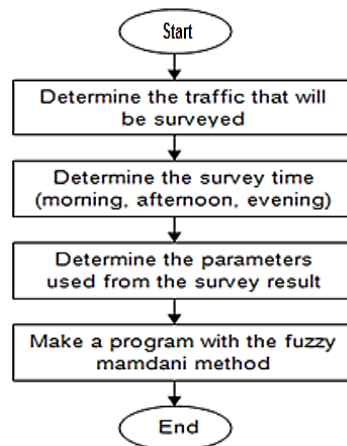 Start
Determine the traffic that will
be surveyed
Determine the survey time
(morning, afternoon, evening)
Determine the parameters
used from the survey result
Make a program with the fuzzy
mamdani method
End